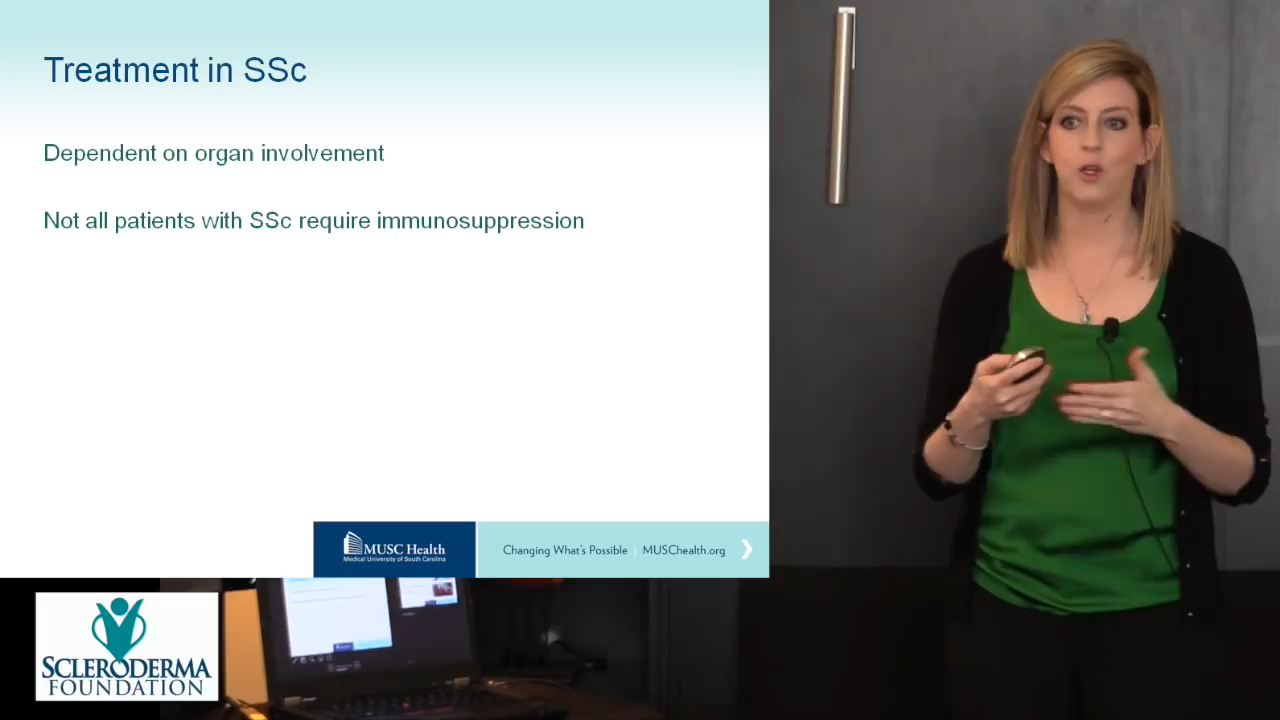 Treatment in SSc
Dependent on organ involvement
Not all patients with SSc require immunosuppression
MUSC Health
Medical University of South Carolina
Changing What's Possible | MUSChealth.org
SCLERODERMA
FOUNDATION